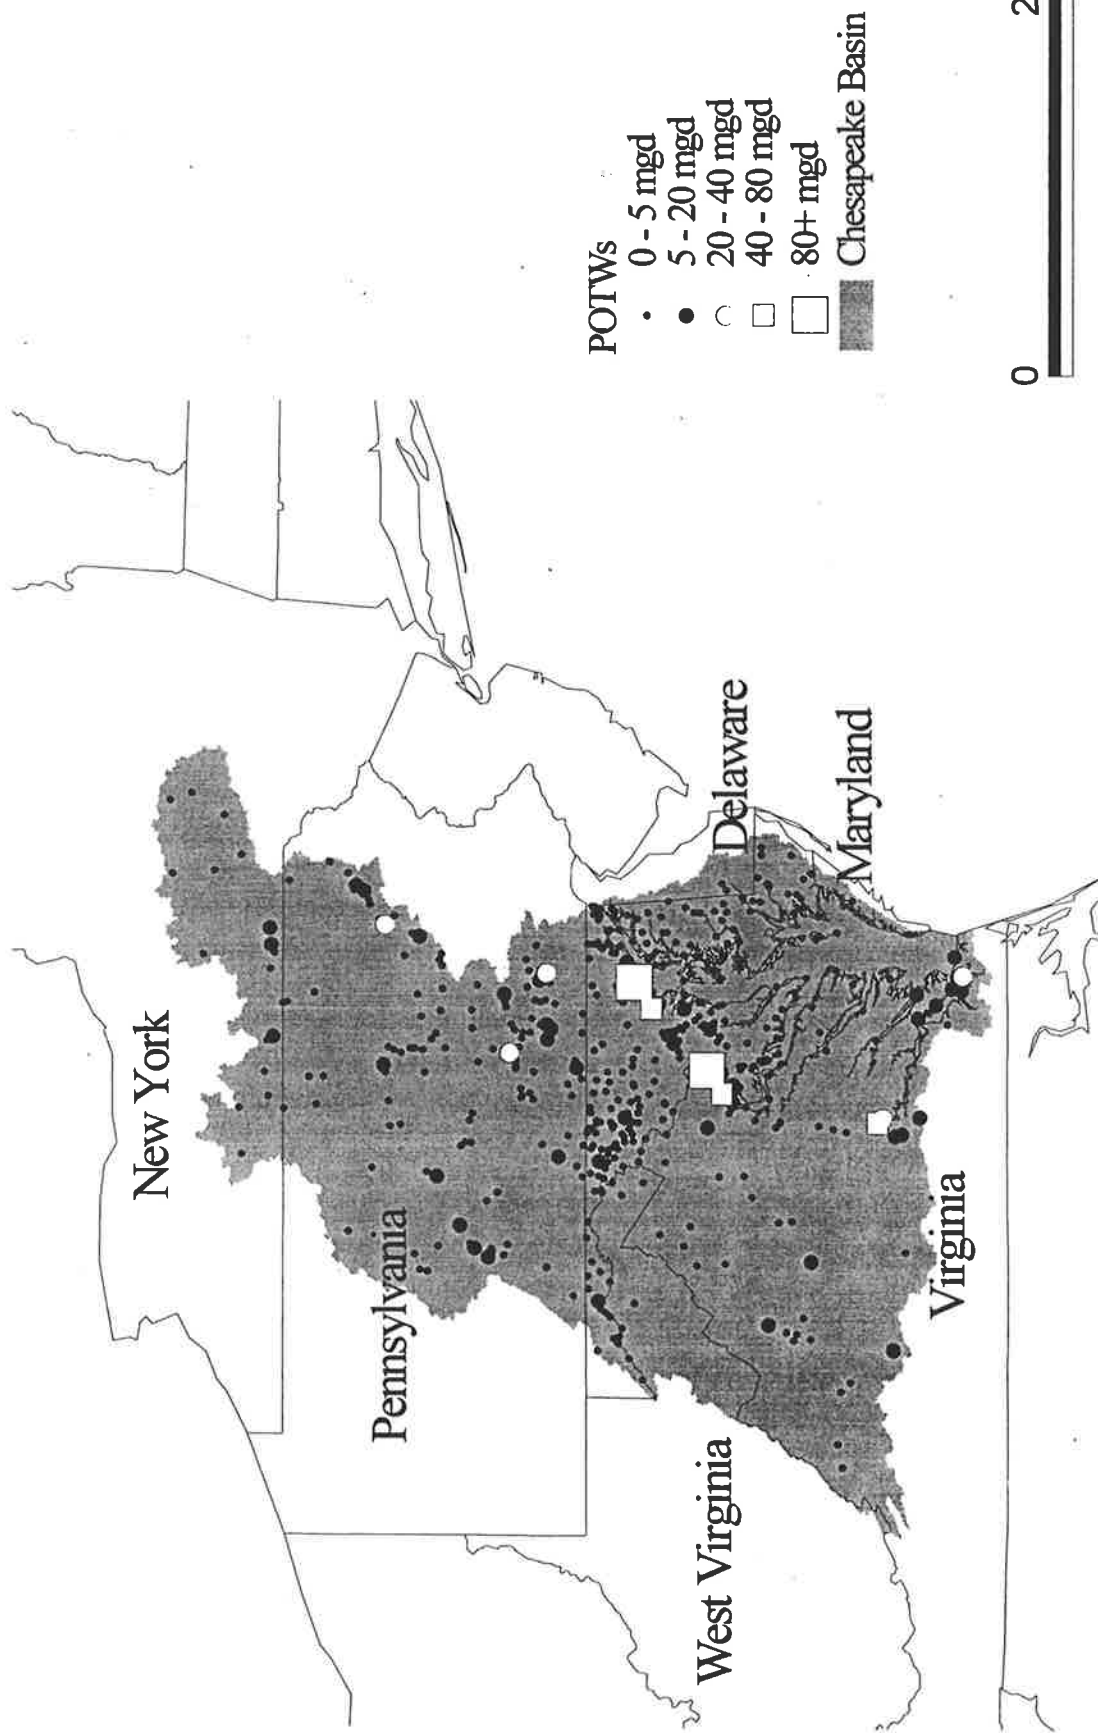 New York
Pennsylvania
West Virginia
Virginia
Delaware
Maryland
POTWs
0 - 5 mgd
5 - 20 mgd
20 - 40 mgd
40 - 80 mgd
80+ mgd
Chesapeake Basin
0
2